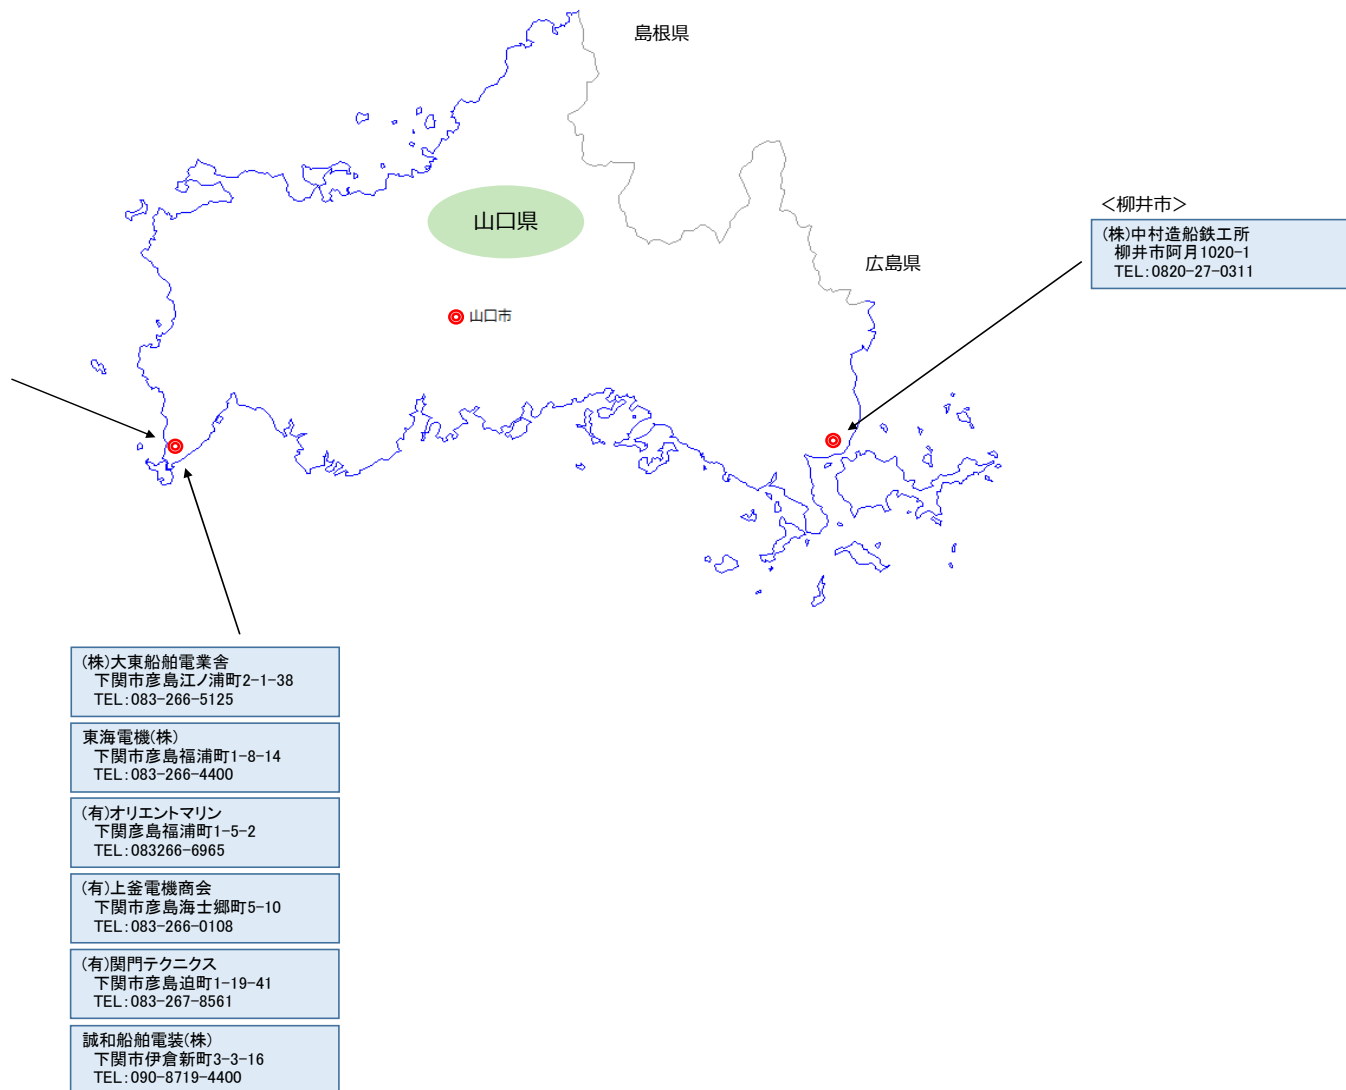 島根県
山口県
＜柳井市＞
(株)中村造船鉄工所
柳井市阿月1020-1
TEL:0820-27-0311
広島県
山口市
(株)大東船舶電業舎
下関市彦島江ノ浦町2-1-38
TEL:083-266-5125
東海電機(株)
下関市彦島福浦町1-8-14
TEL:083-266-4400
(有)オリエントマリン
下関彦島福浦町1-5-2
TEL:083266-6965
(有)上釜電機商会
下関市彦島海士郷町5-10
TEL:083-266-0108
(有)関門テクニクス
下関市彦島迫町1-19-41
TEL:083-267-8561
誠和船舶電装(株)
下関市伊倉新町3-3-16
TEL:090-8719-4400